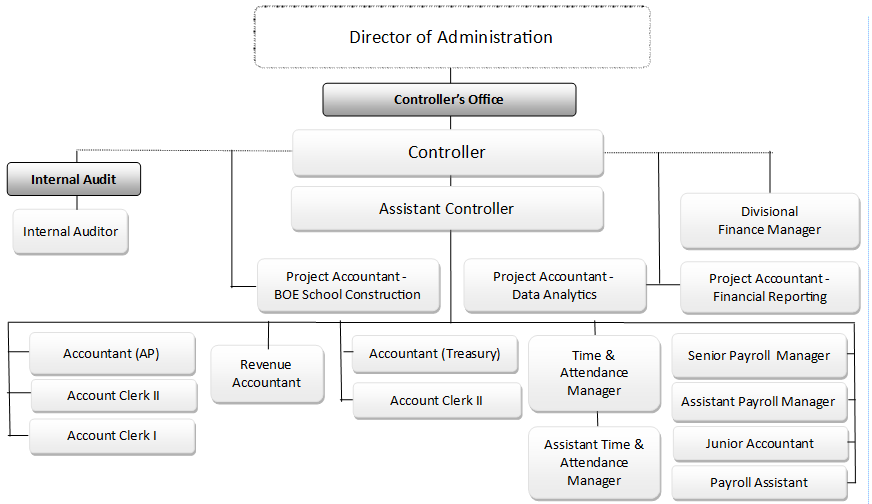 Director of Administration
Controller's Office
Controller
Internal Audit
Assistant Controller
Internal Auditor
Divisional
Finance Manager
Project Accountant -
BOE School Construction
Project Accountant -
Data Analytics
Project Accountant -
Financial Reporting
Accountant (AP)
Revenue
Accountant
Accountant (Treasury)
Time &
Attendance
Manager
Senior Payroll Manager
Account Clerk II
Account Clerk II
Assistant Payroll Manager
Account Clerk I
Assistant Time &
Attendance
Manager
Junior Accountant
Payroll Assistant